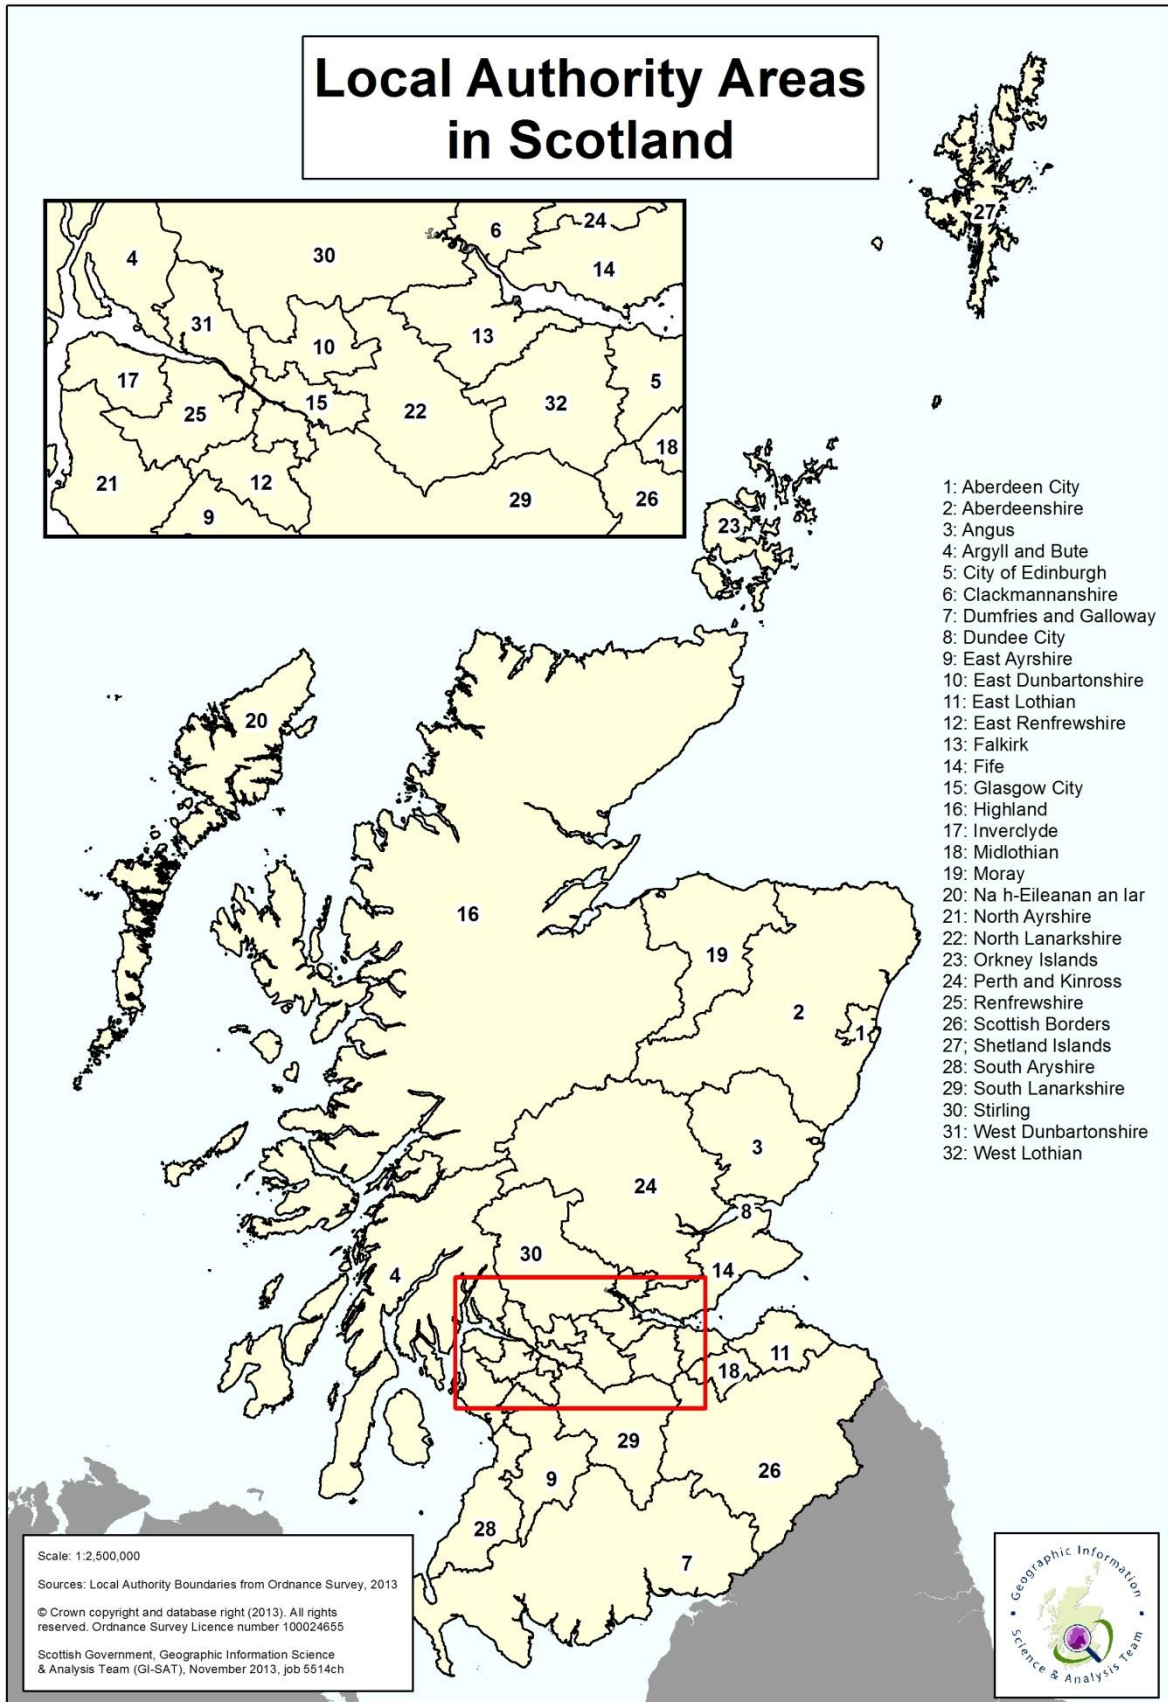 Local Authority Areas
in Scotland
27
6
24
4
30
14
31
13
10
17
5
15
32
25
22
18
12
21
29
26
9
23
1: Aberdeen City
2: Aberdeenshire
3: Angus
4: Argyll and Bute
5: City of Edinburgh
6: Clackmannanshire
7: Dumfries and Galloway
8: Dundee City
9: East Ayrshire
10: East Dunbartonshire
11: East Lothian
12: East Renfrewshire
13: Falkirk
14: Fife
15: Glasgow City
16: Highland
17: Inverclyde
18: Midlothian
19: Moray
20: Na h-Eileanan an Iar
21: North Ayrshire
22: North Lanarkshire
23: Orkney Islands
24: Perth and Kinross
25: Renfrewshire
26: Scottish Borders
27; Shetland Islands
28: South Aryshire
29: South Lanarkshire
30: Stirling
31: West Dunbartonshire
32: West Lothian
20
16
19
2
1
3
24
8
30
14
4
11
18
29
26
9
28
7
Scale: 1:2,500,000
Sources: Local Authority Boundaries from Ordnance Survey, 2013
© Crown copyright and database right (2013). All rights
reserved. Ordnance Survey Licence number 100024655
Scottish Government, Geographic Information Science
& Analysis Team (GI-SAT), November 2013, job 5514ch
Geographic Information
Science & Analysis Team